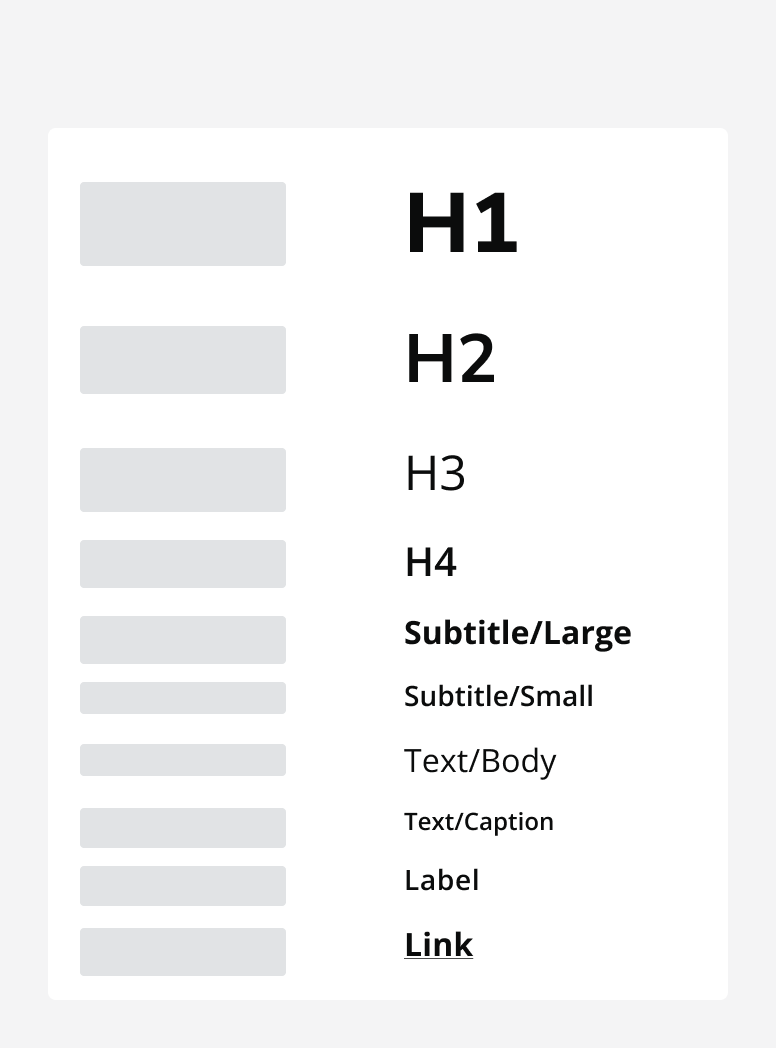 H1
H2
H3
H4
Subtitle/Large
Subtitle/Small
Text/Body
Text/Caption
Label
Link